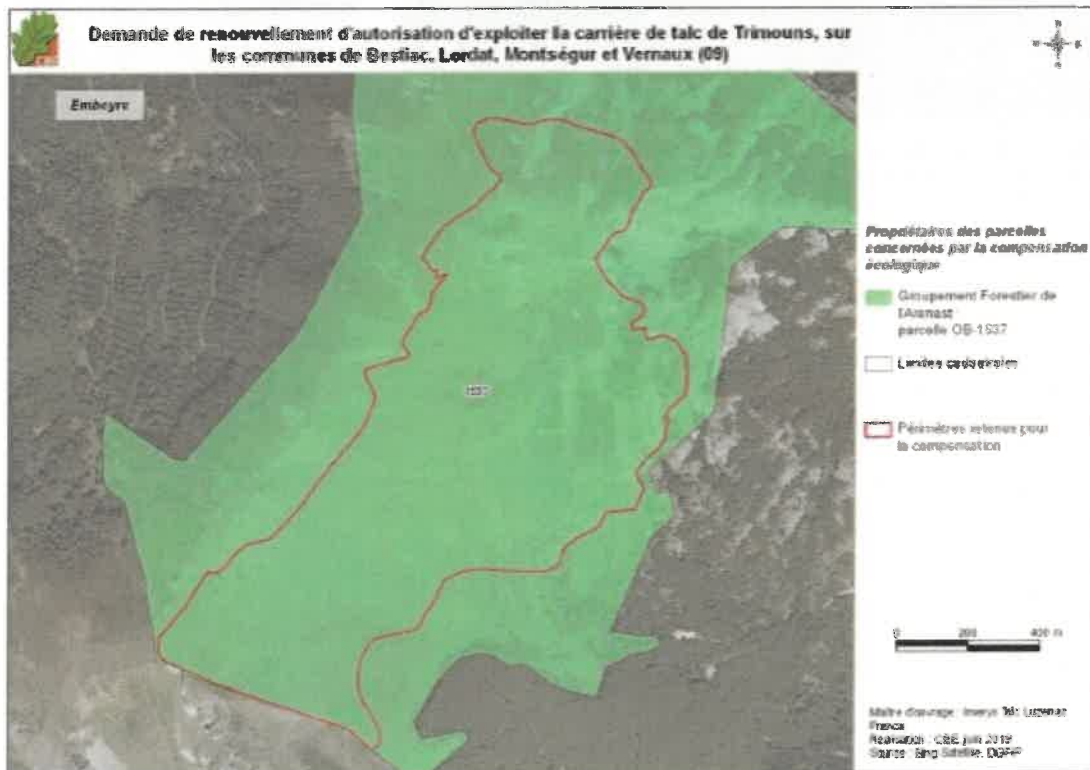 Demande de renouvellement d'autorisation d'exploiter la carrière de talc de Trimouns, sur
les communes de Bestiac, Lordat, Montségur et Vernaux (09)
N
E
Embeyre
Propriétaires des parcelles
concernées par la compensation
écologique
Groupement Forestier de
parcelle OB-1537
Limites cadastrales
1537
Périmètres retenus pour
la compensation
0 200 400 m
Maître d'ouvrage : Imerys Talc Luzenac
France
Réalisation : CBE juin 2019
Source : Bing Satellite, DGFIP